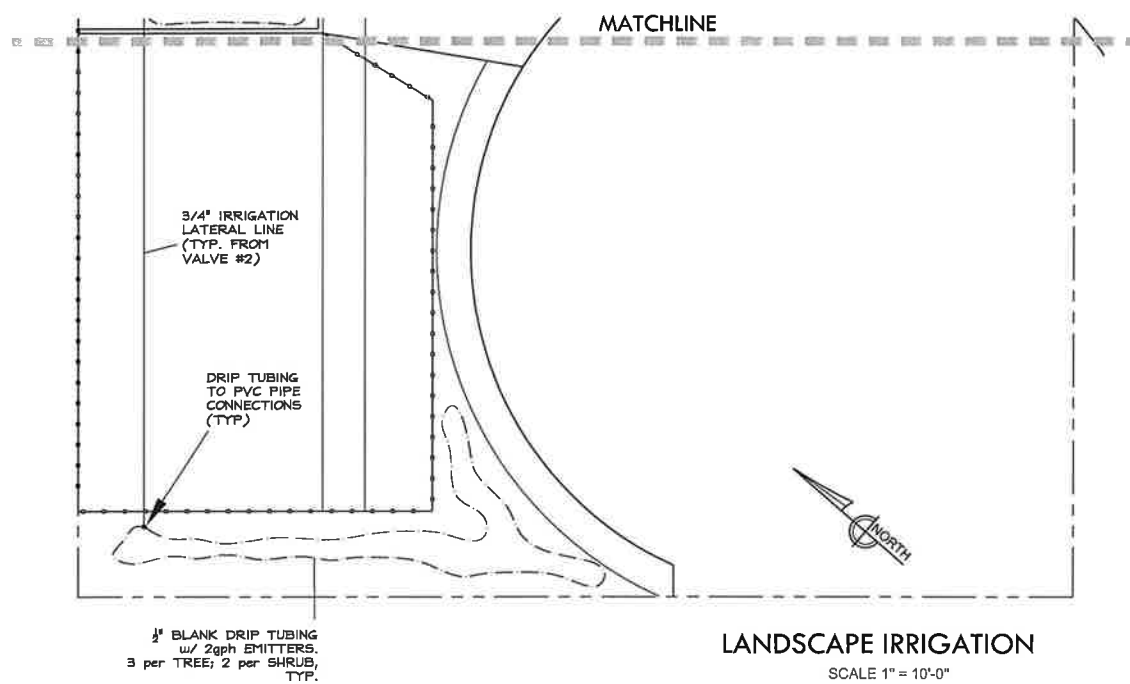 MATCHLINE
3/4" IRRIGATION
LATERAL LINE
(TYP. FROM
VALVE #2)
DRIP TUBING
TO PVC PIPE
CONNECTIONS
(TYP)
NORTH
½" BLANK DRIP TUBING
w/ 2gph EMITTERS.
3 per TREE; 2 per SHRUB,
TYP.
LANDSCAPE IRRIGATION
SCALE 1" = 10'-0"